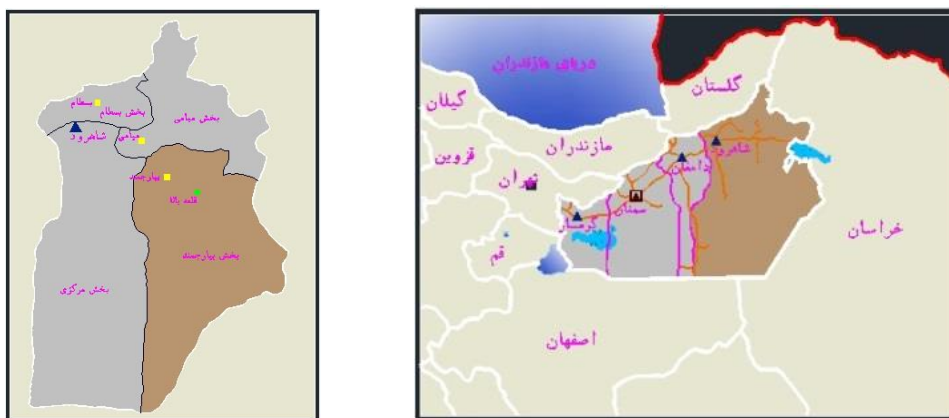 بسطام
بخش بسطام
بخش میامی
شاهرود
میامی
بیارجمند
قلعه بالا
بخش بیارجمند
بخش مرکزی
دریای مازندران
گلستان
گیلان
مازندران
قزوین
شاهرود
دامغان
تهران
سمنان
گرمسار
خراسان
قم
اصفهان